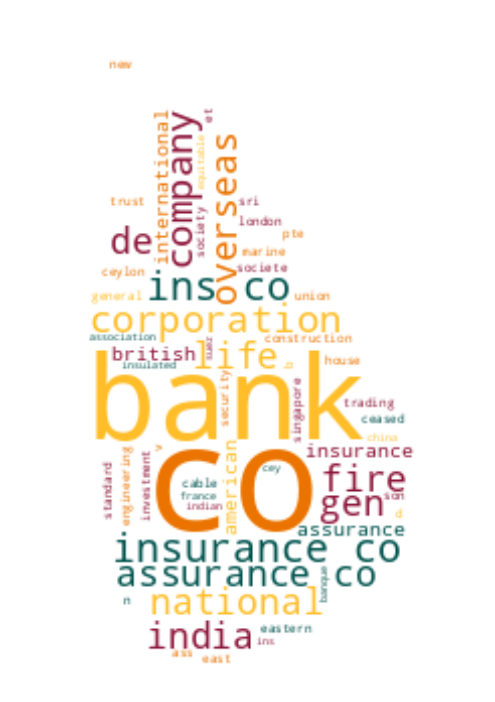 new
international
company
et
equitable
society
overseas
trust
sri
london
de
pte
marine
ceylon
societe
ins co
general
union
corporation
association
construction
british
suez
life
house
insulated
b
bank
security
singapore
trading
ceased
china
co
american
insurance
standard
engineering
investment
v
cey
cable
fire
france
indian
gen
son
d
assurance
insurance co
assurance co
banque
n
national
india
eastern
ins
ass
east